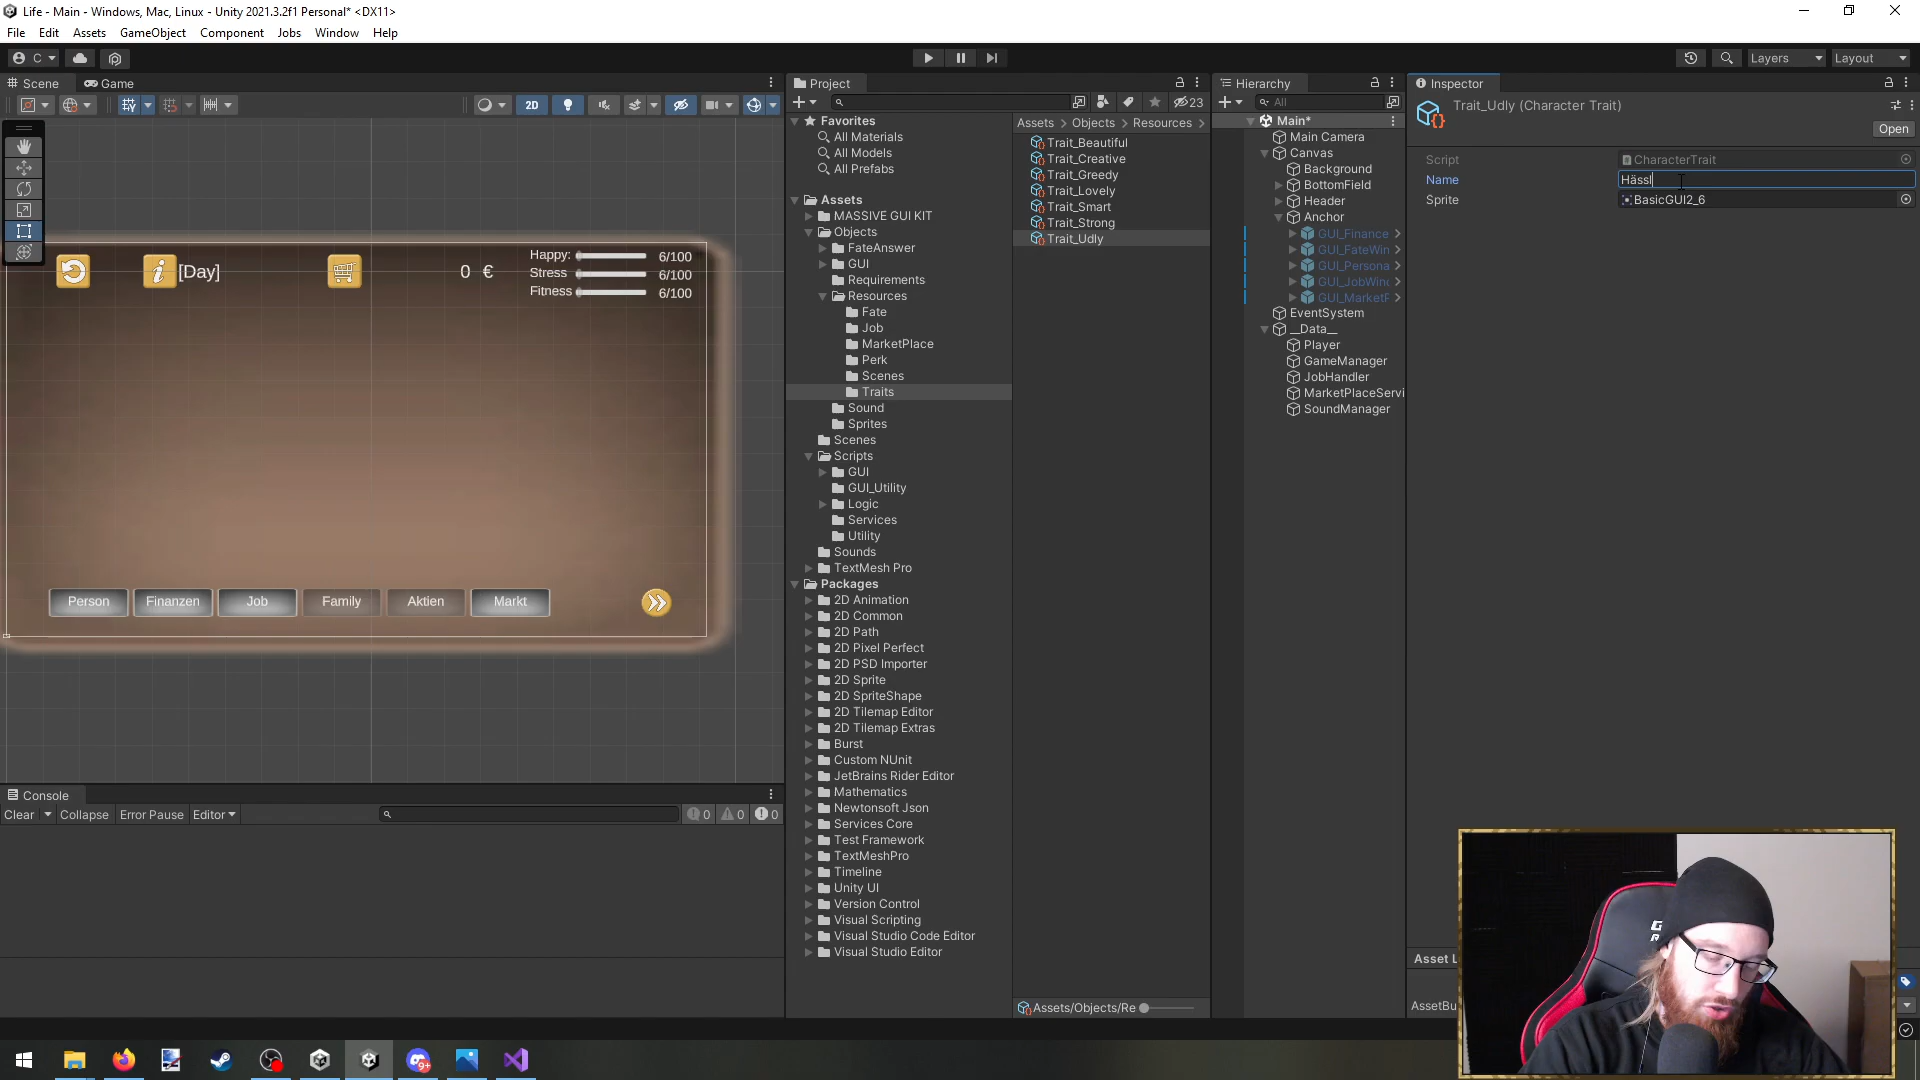 Life - Main - Windows, Mac, Linux - Unity 2021.3.2f1 Personal* <DX11>
File Edit Assets GameObject Component Jobs Window Help
C Layers Layout
Scene Game
2D
[Day]
0 €
Happy: 6/100
Stress 6/100
Fitness 6/100
Person Finanzen Job Family Aktien Markt
Console
Clear Collapse Error Pause Editor 0 0 0
Project
23
Favorites
All Materials
All Models
All Prefabs
Assets
MASSIVE GUI KIT
Objects
FateAnswer
GUI
Requirements
Resources
Fate
Job
MarketPlace
Perk
Scenes
Traits
Sound
Sprites
Scenes
Scripts
GUI
GUI_Utility
Logic
Services
Utility
Sounds
TextMesh Pro
Packages
2D Animation
2D Common
2D Path
2D Pixel Perfect
2D PSD Importer
2D Sprite
2D SpriteShape
2D Tilemap Editor
2D Tilemap Extras
Burst
Custom NUnit
JetBrains Rider Editor
Mathematics
Newtonsoft Json
Services Core
Test Framework
TextMeshPro
Timeline
Unity UI
Version Control
Visual Scripting
Visual Studio Code Editor
Visual Studio Editor
Assets > Objects > Resources >
Trait_Beautiful
Trait_Creative
Trait_Greedy
Trait_Lovely
Trait_Smart
Trait_Strong
Trait_Udly
Assets/Objects/Re
Hierarchy
All
Main*
Main Camera
Canvas
Background
BottomField
Header
Anchor
GUI_Finance
GUI_FateWin
GUI_Persona
GUI_JobWin
GUI_MarketP
EventSystem
__Data__
Player
GameManager
JobHandler
MarketPlaceServi
SoundManager
Inspector
Trait_Udly (Character Trait)
Open
Script CharacterTrait
Name Hässl
Sprite BasicGUI2_6
Asset L
AssetBu
9+